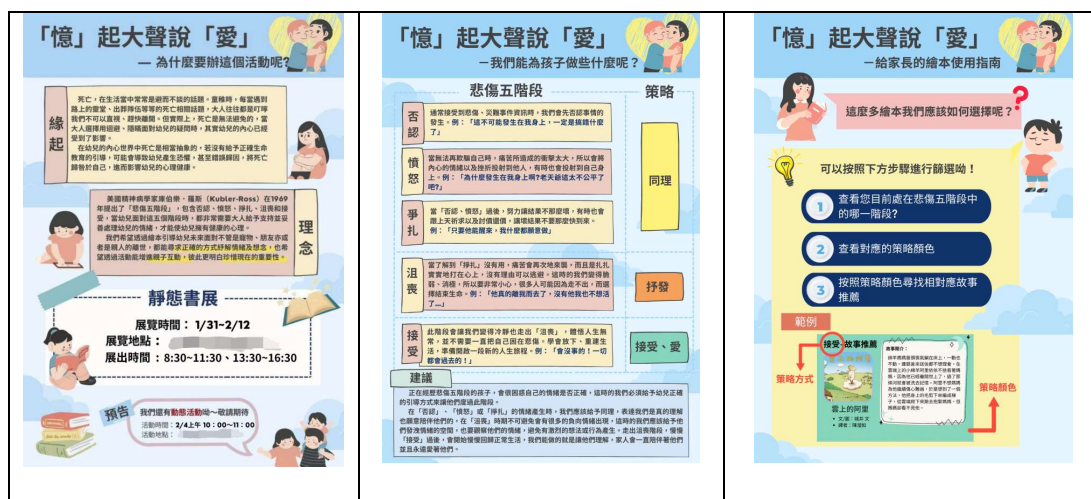 「憶」起大聲說「愛」
— 為什麼要辦這個活動呢?
緣起
死亡，在生活當中常常是避而不談的話題。童稚時，每當遇到
路上的靈堂、出葬隊伍等等的死亡相關話題，大人往往都是叮嚀
我們不可以直視、趕快離開。但實際上，死亡是無法避免的，當
大人選擇用迴避、隱瞞面對幼兒的疑問時，其實幼兒的內心已經
受到了影響。
在幼兒的內心世界中死亡是相當抽象的，若沒有給予正確生命
教育的引導，可能會導致幼兒產生恐懼，甚至錯誤歸因，將死亡
歸咎於自己，進而影響幼兒的心理健康。
理念
美國精神病學家庫伯樂．羅斯（Kubler-Ross）在1969
年提出了「悲傷五階段」，包含否認、憤怒、掙扎、沮喪和接
受，當幼兒面對這五個階段時，都非常需要大人給予支持並妥
善處理幼兒的情緒，才能使幼兒擁有健康的心理。
我們希望透過繪本引導幼兒未來面對不管是寵物、朋友亦或
者是親人的離世，都能尋求正確的方式紓解情緒及想念，也希
望透過活動能增進親子互動，彼此更明白珍惜現在的重要性。
靜態書展
展覽時間： 1/31~2/12
展覽地點：
展出時間：8:30~11:30、13:30~16:30
預告
我們還有動態活動呦~敬請期待
活動時間： 2/4上午 10：00~11：00
活動地點：
「憶」起大聲說「愛」
－我們能為孩子做些什麼呢？
悲傷五階段
策略
否認
通常接受到悲傷、災難事件資訊時，我們會先否認事情的
發生。例：「這不可能發生在我身上，一定是搞錯什麼
了」
憤怒
當無法再欺騙自己時，痛苦所造成的衝擊太大，所以會將
內心的情緒以及挫折投射到他人，有時也會投射到自己身
上。例：「為什麼發生在我身上啊?老天爺這太不公平了
吧?」
同理
爭扎
當「否認、憤怒」過後，努力讓結果不那麼壞，有時也會
跟上天祈求以及討價還價，讓壞結果不要那麼快到來。
例：「只要他能醒來，我什麼都願意做」
沮喪
當了解到「掙扎」沒有用，痛苦會再次地來襲，而且是扎扎
實實地打在心上，沒有理由可以逃避。這時的我們變得脆
弱、消極，所以要非常小心，很多人可能因為走不出，而選
擇結束生命。例：「他真的離我而去了，沒有他我也不想活
了...」
抒發
接受
此階段會讓我們變得冷靜也走出「沮喪」，體悟人生無
常，並不需要一直把自己困在悲傷。學會放下、重建生
活，準備開啟一段新的人生旅程。例：「會沒事的！一切
都會過去的！」
接受、愛
建議
正在經歷悲傷五階段的孩子，會很困惑自己的情緒是否正確，這時的我們必須給予幼兒正確
的引導方式來讓他們度過此階段。
在「否認」、「憤怒」或「掙扎」的情緒產生時，我們應該給予同理，表達我們是真的理解
也願意陪伴他們的，在「沮喪」時期不可避免會有很多的負向情緒出現，這時的我們應該給予他
們發洩情緒的空間，也要觀察他們的情緒，避免有激烈的想法或行為產生。走出沮喪階段，慢慢
「接受」過後，會開始慢慢回歸正常生活，我們能做的就是讓他們理解，家人會一直陪伴著他們
並且永遠愛著他們。
「憶」起大聲說「愛」
－給家長的繪本使用指南
這麼多繪本我們應該如何選擇呢？
可以按照下方步驟進行篩選呦！
1 查看您目前處在悲傷五階段中
的哪一階段?
2 查看對應的策略顏色
3 按照策略顏色尋找相對應故事
推薦
範例
接受-故事推薦
故事簡介：
策略方式
策略顏色
雲上的阿里